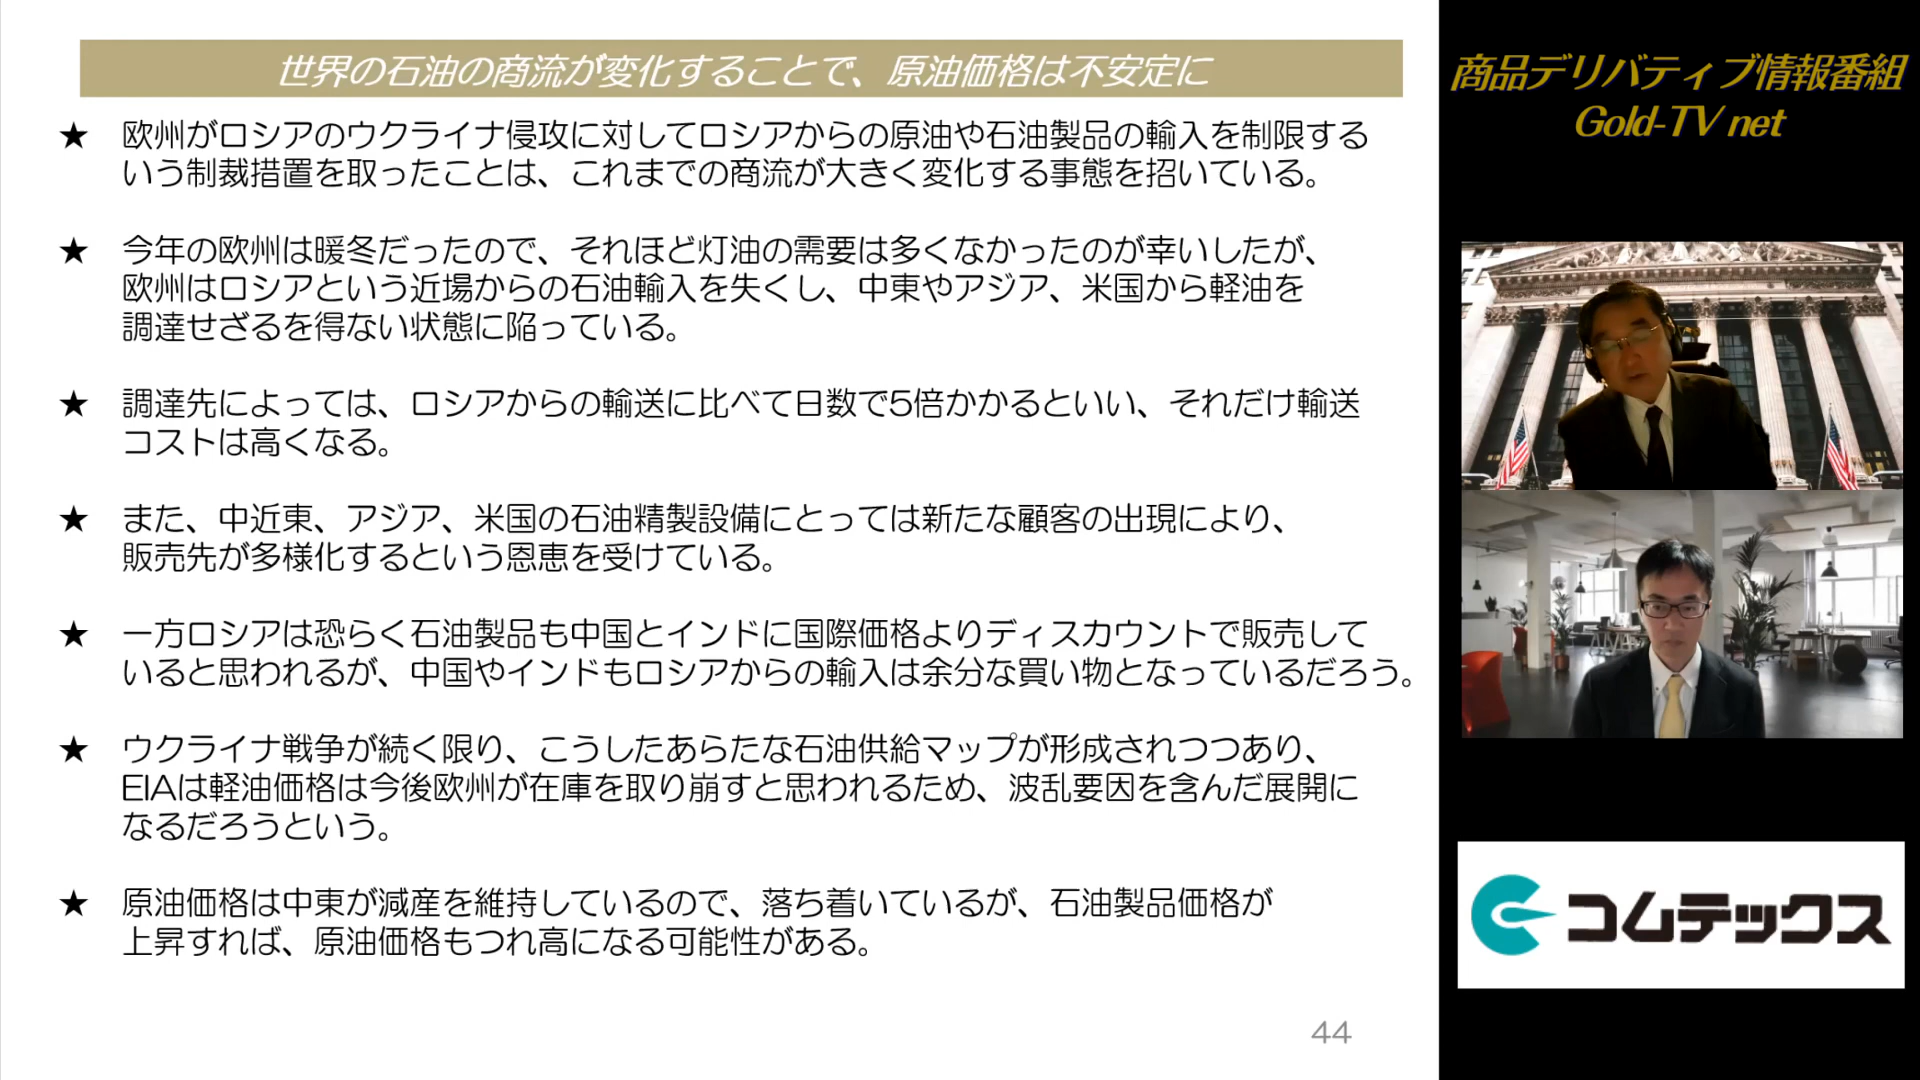 世界の石油の商流が変化することで、原油価格は不安定に
★ 欧州がロシアのウクライナ侵攻に対してロシアからの原油や石油製品の輸入を制限する
いう制裁措置を取ったことは、これまでの商流が大きく変化する事態を招いている。
★ 今年の欧州は暖冬だったので、それほど灯油の需要は多くなかったのが幸いしたが、
欧州はロシアという近場からの石油輸入を失くし、中東やアジア、米国から軽油を
調達せざるを得ない状態に陥っている。
★ 調達先によっては、ロシアからの輸送に比べて日数で5倍かかるといい、それだけ輸送
コストは高くなる。
★ また、中近東、アジア、米国の石油精製設備にとっては新たな顧客の出現により、
販売先が多様化するという恩恵を受けている。
★ 一方ロシアは恐らく石油製品も中国とインドに国際価格よりディスカウントで販売して
いると思われるが、中国やインドもロシアからの輸入は余分な買い物となっているだろう。
★ ウクライナ戦争が続く限り、こうしたあらたな石油供給マップが形成されつつあり、
EIAは軽油価格は今後欧州が在庫を取り崩すと思われるため、波乱要因を含んだ展開に
なるだろうという。
★ 原油価格は中東が減産を維持しているので、落ち着いているが、石油製品価格が
上昇すれば、原油価格もつれ高になる可能性がある。
44
商品デリバティブ情報番組
Gold-TV net
コムテックス